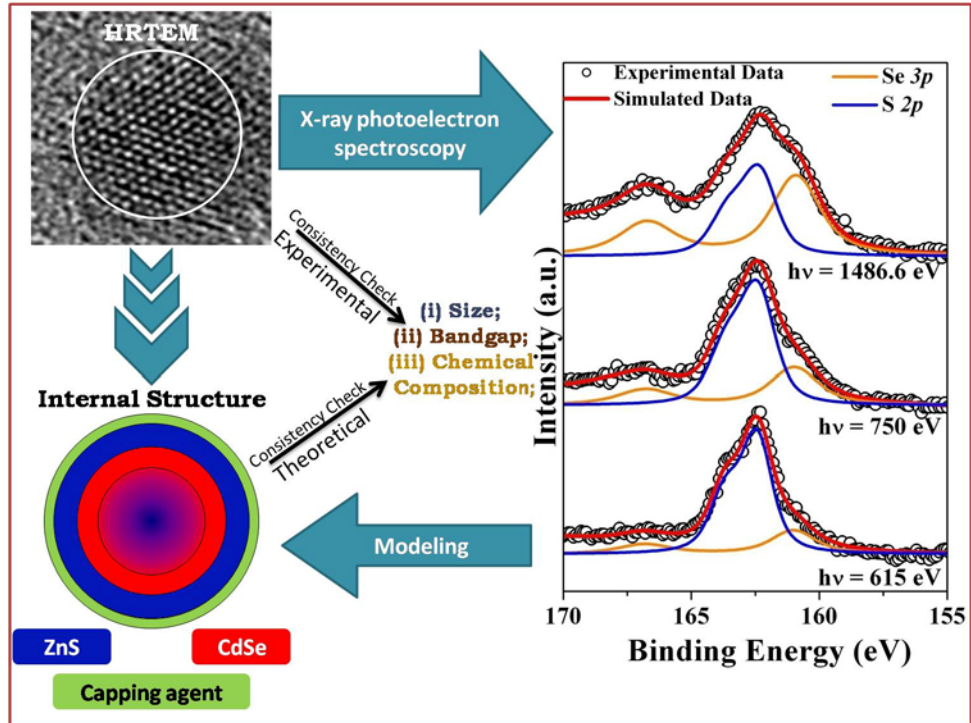 HRTEM
X-ray photoelectron
spectroscopy
Consistency Check
Experimental
(i) Size;
(ii) Bandgap;
(iii) Chemical
Composition;
Consistency Check
Theoretical
Internal Structure
Modeling
ZnS
CdSe
Capping agent
Experimental Data
Simulated Data
Se 3p
S 2p
hν = 1486.6 eV
hν = 750 eV
hν = 615 eV
Intensity (a.u.)
170 165 160 155
Binding Energy (eV)